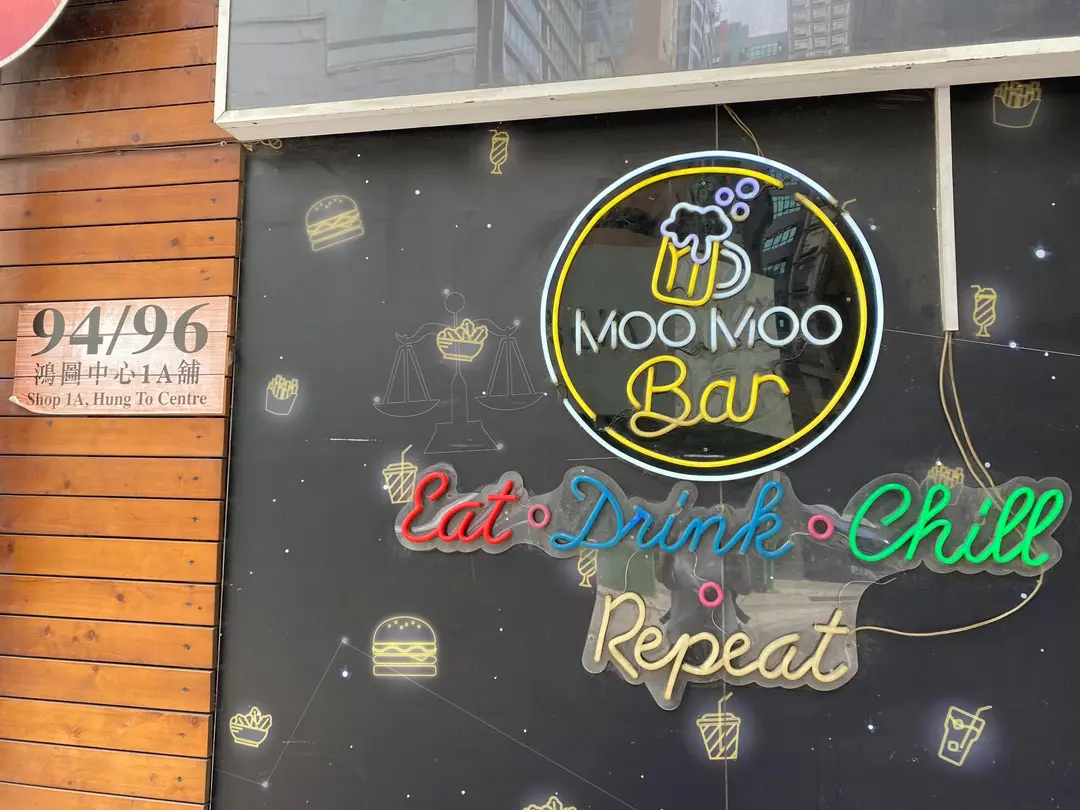 94/96
鴻圖中心1A舖
Shop 1A, Hung To Centre
MOO MOO
Bar
Eat Drink Chill
Repeat